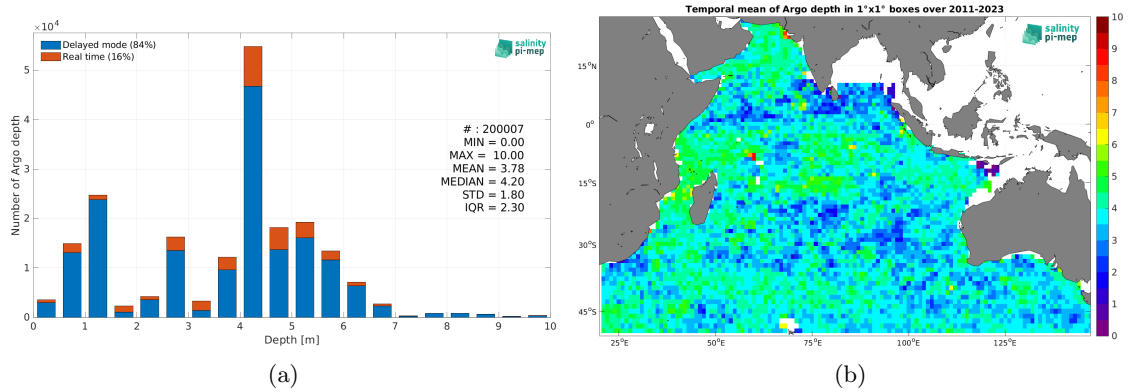 ×10^4
Delayed mode (84%)
Real time (16%)
salinity
pi-mep
# : 200007
MIN = 0.00
MAX = 10.00
MEAN = 3.78
MEDIAN = 4.20
STD = 1.80
IQR = 2.30
Number of Argo depth
5
4
3
2
1
0
0 1 2 3 4 5 6 7 8 9 10
Depth [m]
(a)
Temporal mean of Argo depth in 1°x1° boxes over 2011-2023
salinity
pi-mep
15°N
0°
15°S
30°S
45°S
25°E 50°E 75°E 100°E 125°E
10
9
8
7
6
5
4
3
2
1
0
(b)